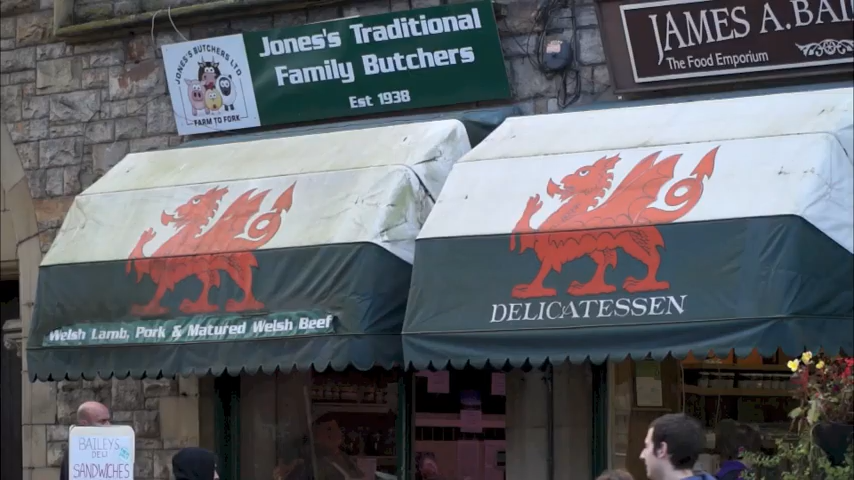 JONES'S BUTCHERS LTD
FARM TO FORK
Jones's Traditional
Family Butchers
Est 1938
JAMES A. BAI
The Food Emporium
Welsh Lamb, Pork & Matured Welsh Beef
DELICATESSEN
BAILEYS
DELI
SANDWICHES